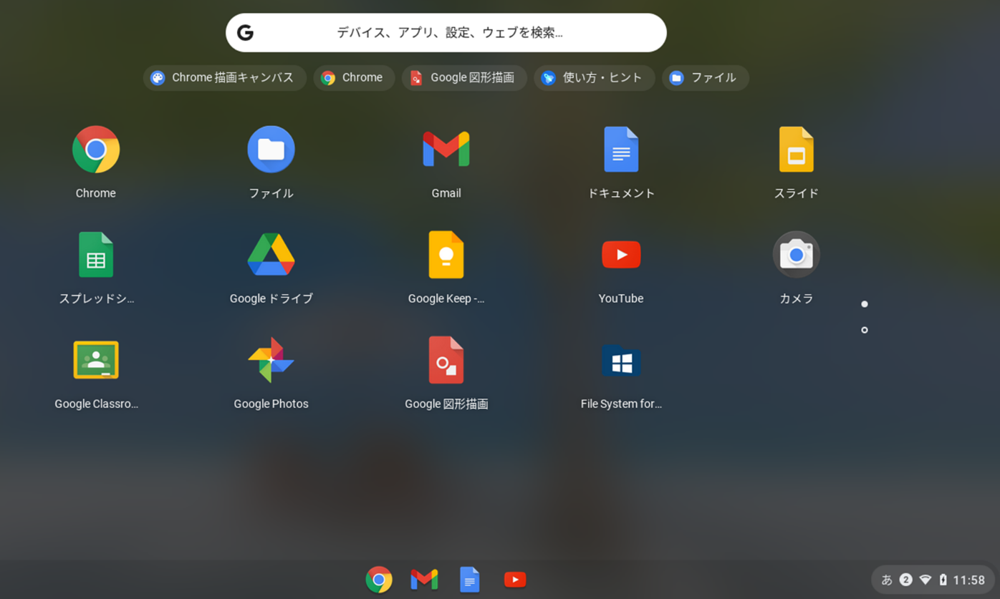 デバイス、アプリ、設定、ウェブを検索...
Chrome 描画キャンバス Chrome Google 図形描画 使い方・ヒント ファイル
Chrome ファイル Gmail ドキュメント スライド
スプレッドシ... Google ドライブ Google Keep -... YouTube カメラ
Google Classro... Google Photos Google 図形描画 File System for...
あ 2 11:58